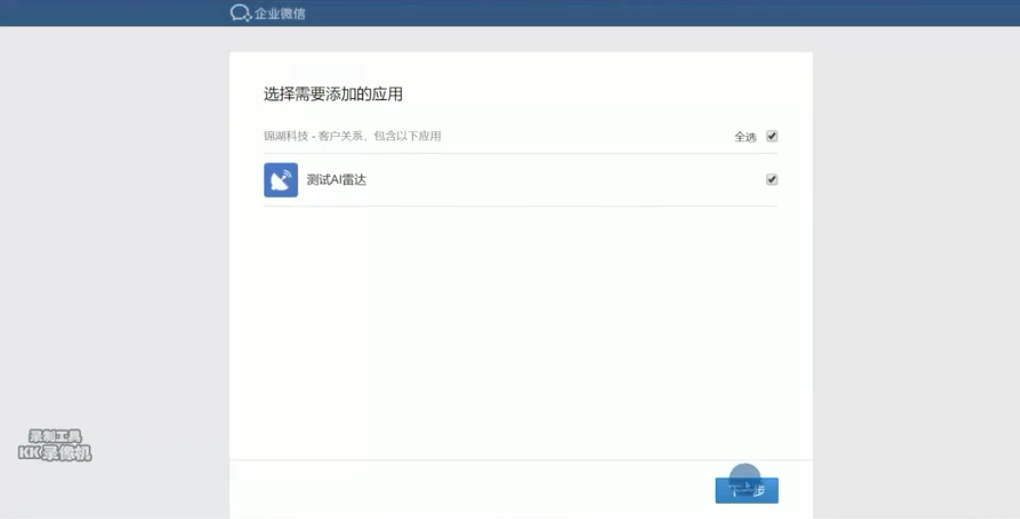 企业微信
选择需要添加的应用
锦湖科技 - 客户关系，包含以下应用
全选
测试AI雷达
录制工具
KK录像机
下一步